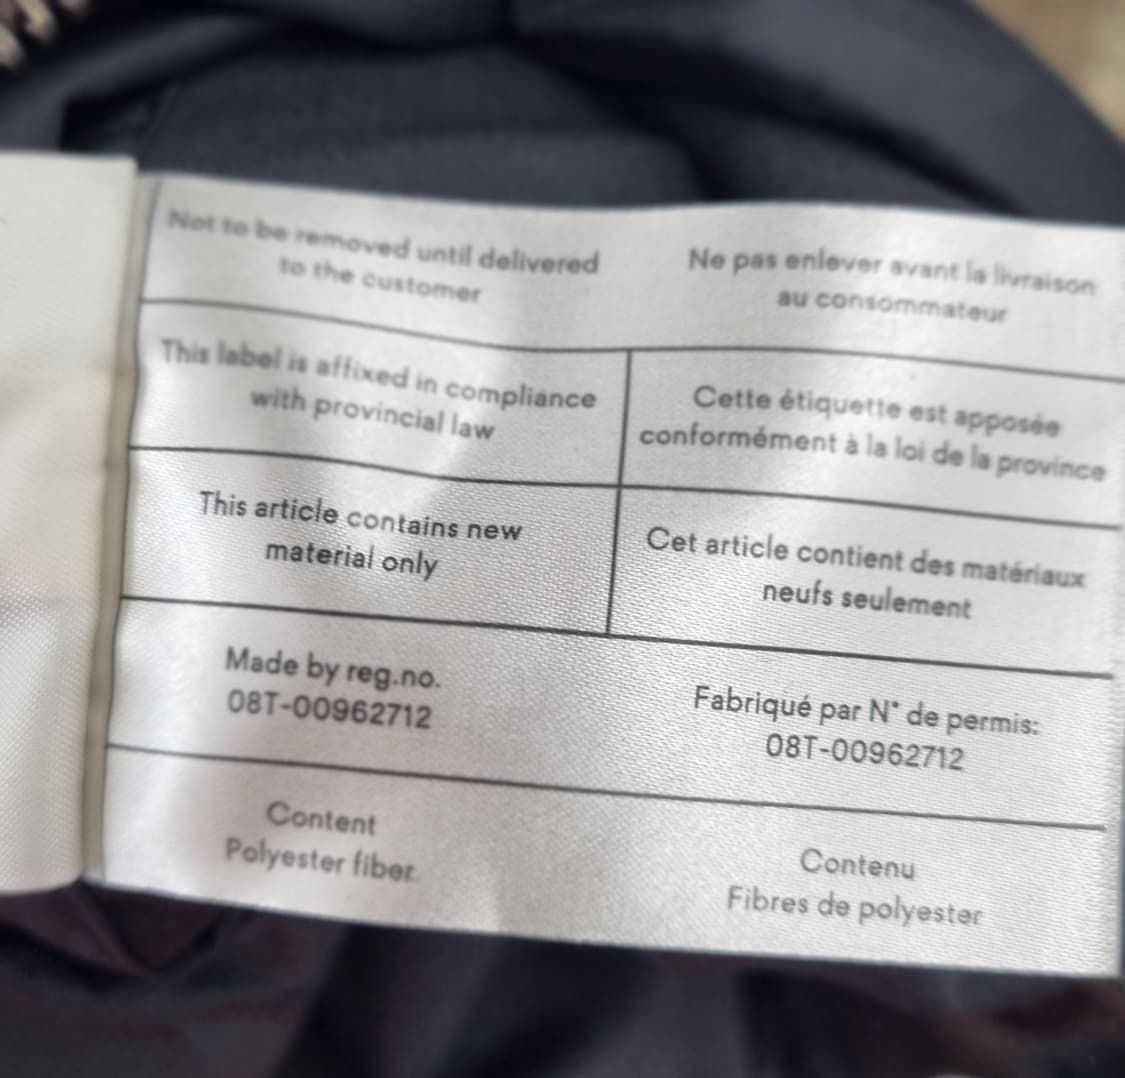 Not to be removed until delivered
to the customer
Ne pas enlever avant la livraison
au consommateur
This label is affixed in compliance
with provincial law
Cette étiquette est apposée
conformément à la loi de la province
This article contains new
material only
Cet article contient des matériaux
neufs seulement
Made by reg.no.
08T-00962712
Fabriqué par N° de permis:
08T-00962712
Content
Polyester fiber
Contenu
Fibres de polyester